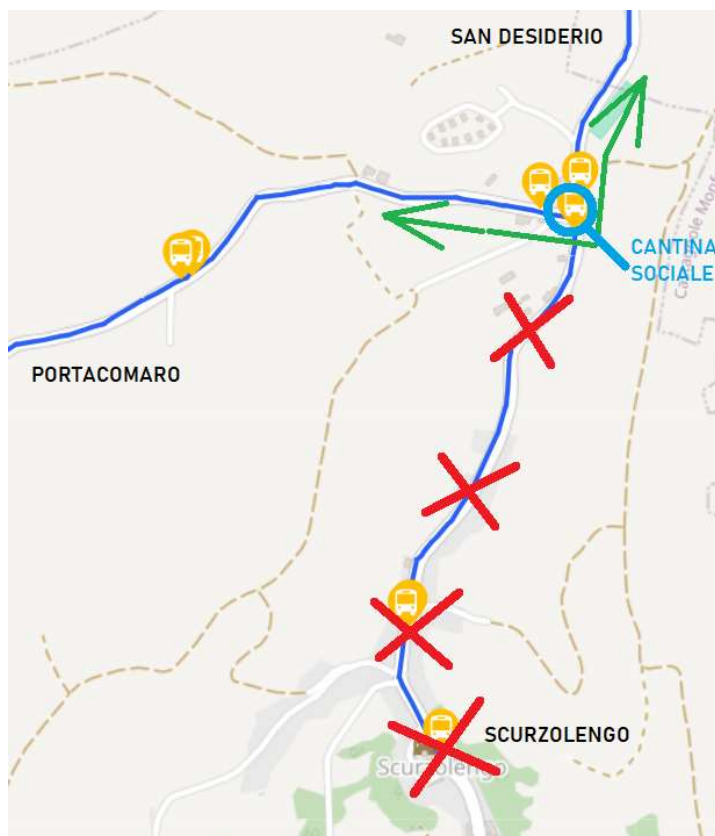 SAN DESIDERIO
CANTINA
SOCIALE
PORTACOMARO
SCURZOLENGO
Scurzolengo